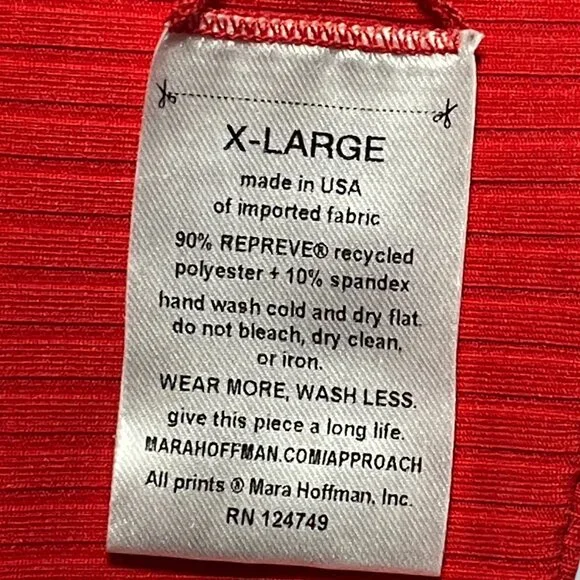 X-LARGE
made in USA
of imported fabric
90% REPREVE® recycled
polyester + 10% spandex
hand wash cold and dry flat.
do not bleach, dry clean,
or iron.
WEAR MORE, WASH LESS.
give this piece a long life.
MARAHOFFMAN.COM/APPROACH
All prints ® Mara Hoffman, Inc.
RN 124749